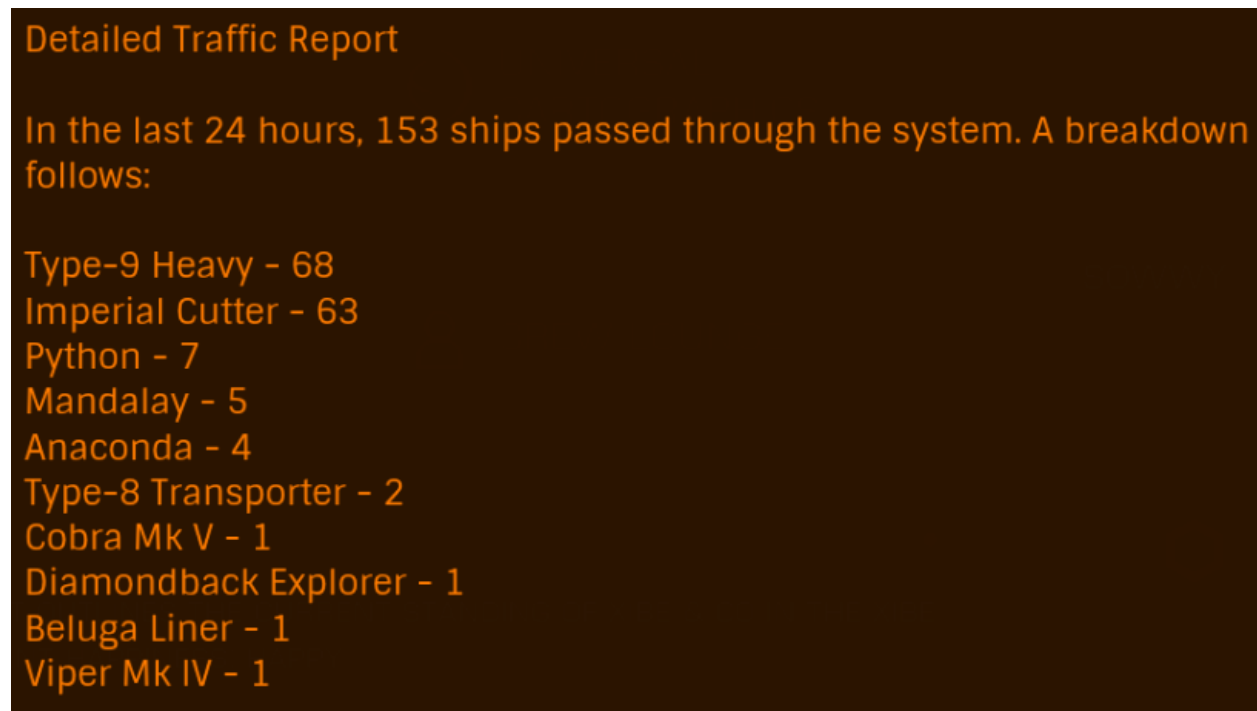 Detailed Traffic Report
In the last 24 hours, 153 ships passed through the system. A breakdown
follows:
Type-9 Heavy - 68
Imperial Cutter - 63
Python - 7
Mandalay - 5
Anaconda - 4
Type-8 Transporter - 2
Cobra Mk V - 1
Diamondback Explorer - 1
Beluga Liner - 1
Viper Mk IV - 1